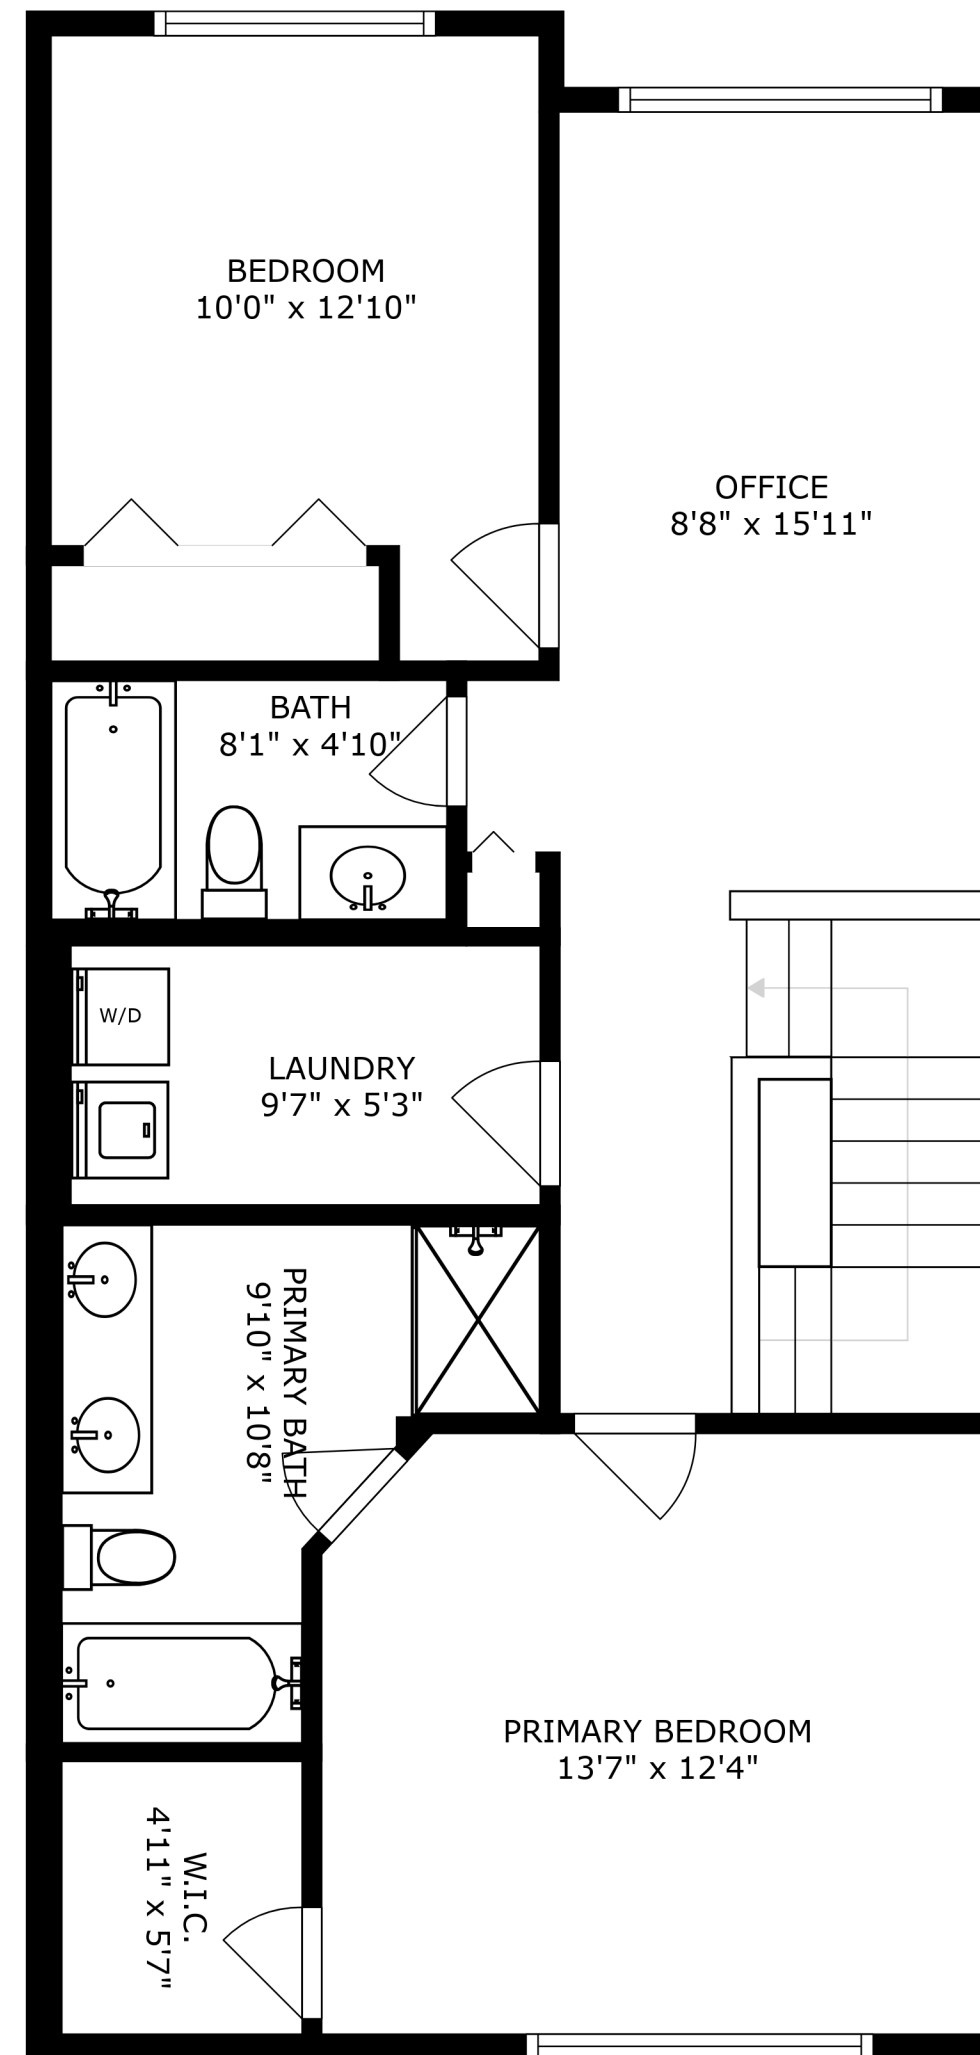 BEDROOM
10'0" x 12'10"
OFFICE
8'8" x 15'11"
BATH
8'1" x 4'10"
W/D
LAUNDRY
9'7" x 5'3"
PRIMARY BATH
9'10" x 10'8"
PRIMARY BEDROOM
13'7" x 12'4"
W.I.C.
4'11" x 5'7"